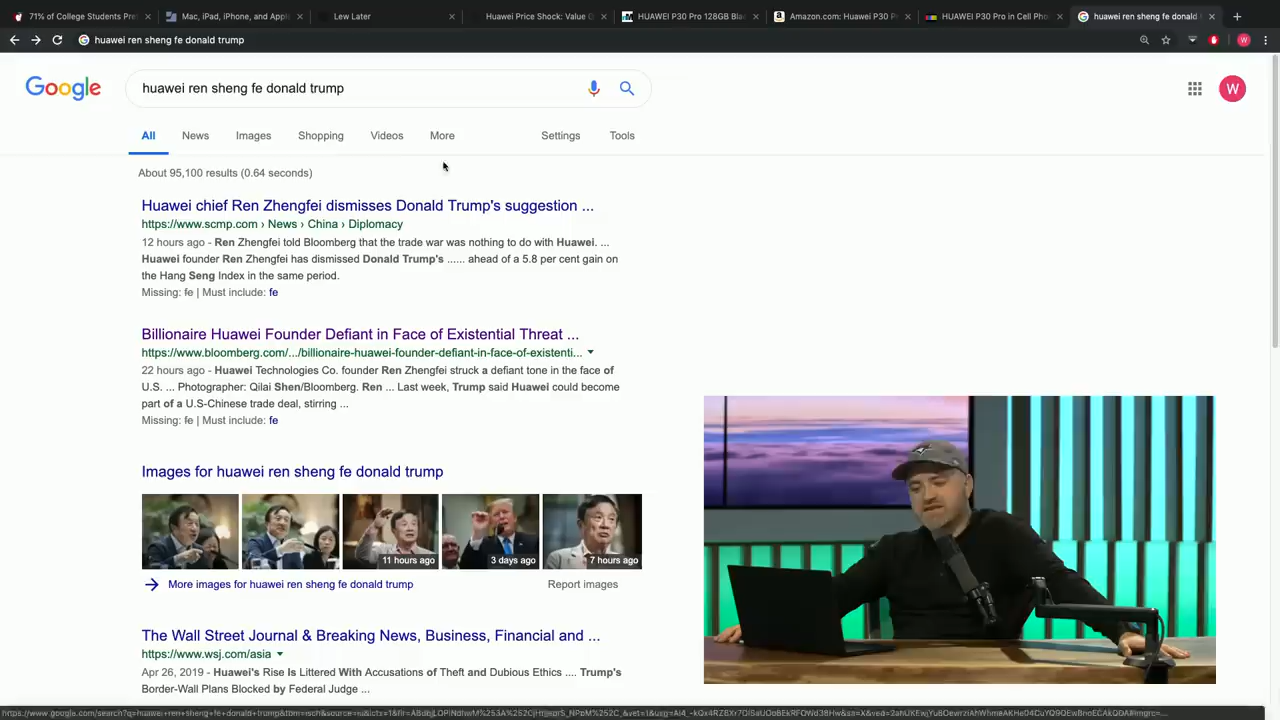 71% of College Students Pre
Mac, iPad, iPhone, and Appl
Lew Later
Huawei Price Shock: Value D
HUAWEI P30 Pro 128GB Bla
Amazon.com: Huawei P30 P
HUAWEI P30 Pro in Cell Pho
huawei ren sheng fe donald
huawei ren sheng fe donald trump
W
Google
huawei ren sheng fe donald trump
W
All News Images Shopping Videos More Settings Tools
About 95,100 results (0.64 seconds)
Huawei chief Ren Zhengfei dismisses Donald Trump's suggestion ...
https://www.scmp.com › News › China › Diplomacy
12 hours ago - Ren Zhengfei told Bloomberg that the trade war was nothing to do with Huawei. ...
Huawei founder Ren Zhengfei has dismissed Donald Trump's ...... ahead of a 5.8 per cent gain on
the Hang Seng Index in the same period.
Missing: fe | Must include: fe
Billionaire Huawei Founder Defiant in Face of Existential Threat ...
https://www.bloomberg.com/.../billionaire-huawei-founder-defiant-in-face-of-existenti...
22 hours ago - Huawei Technologies Co. founder Ren Zhengfei struck a defiant tone in the face of
U.S. ... Photographer: Qilai Shen/Bloomberg. Ren ... Last week, Trump said Huawei could become
part of a U.S-Chinese trade deal, stirring ...
Missing: fe | Must include: fe
Images for huawei ren sheng fe donald trump
11 hours ago
3 days ago
7 hours ago
More images for huawei ren sheng fe donald trump
Report images
The Wall Street Journal & Breaking News, Business, Financial and ...
https://www.wsj.com/asia
Apr 26, 2019 - Huawei's Rise Is Littered With Accusations of Theft and Dubious Ethics .... Trump's
Border-Wall Plans Blocked by Federal Judge ...